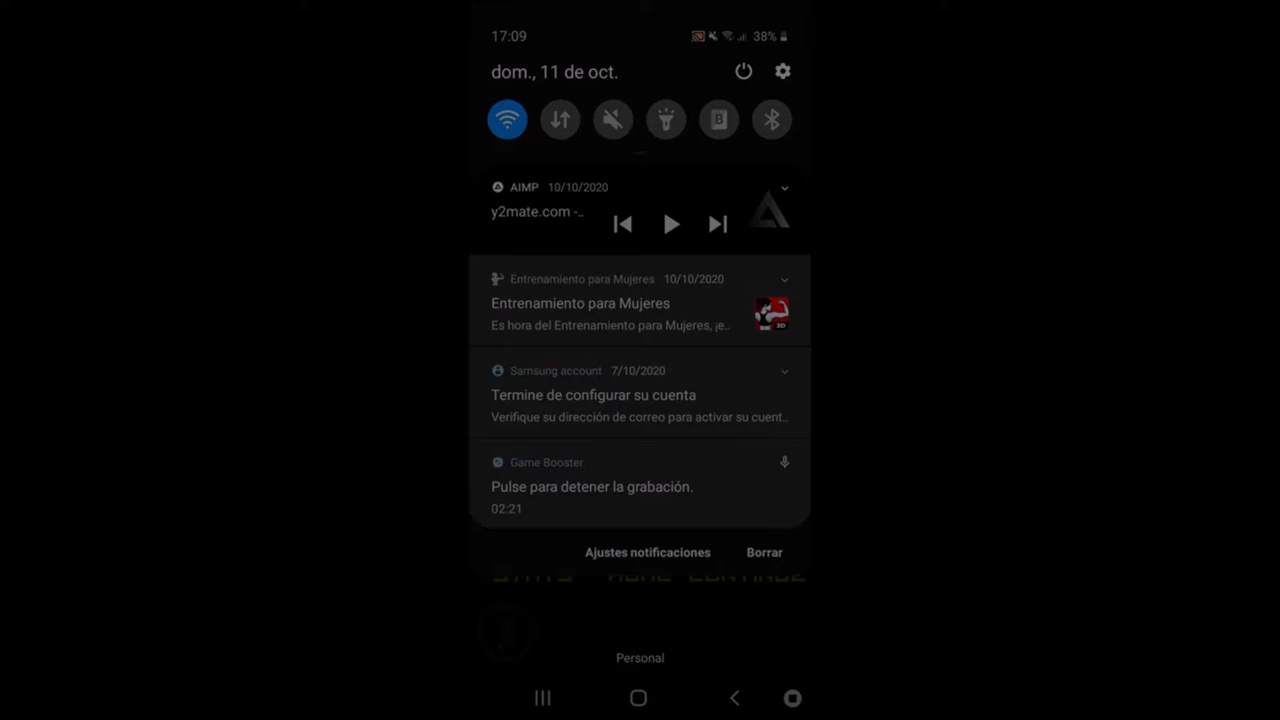 17:09 38%
dom., 11 de oct.
B
AIMP 10/10/2020
y2mate.com -..
Entrenamiento para Mujeres 10/10/2020
Entrenamiento para Mujeres
Es hora del Entrenamiento para Mujeres, ¡e..
3D
Samsung account 7/10/2020
Termine de configurar su cuenta
Verifique su dirección de correo para activar su cuent..
Game Booster
Pulse para detener la grabación.
02:21
Ajustes notificaciones Borrar
Personal